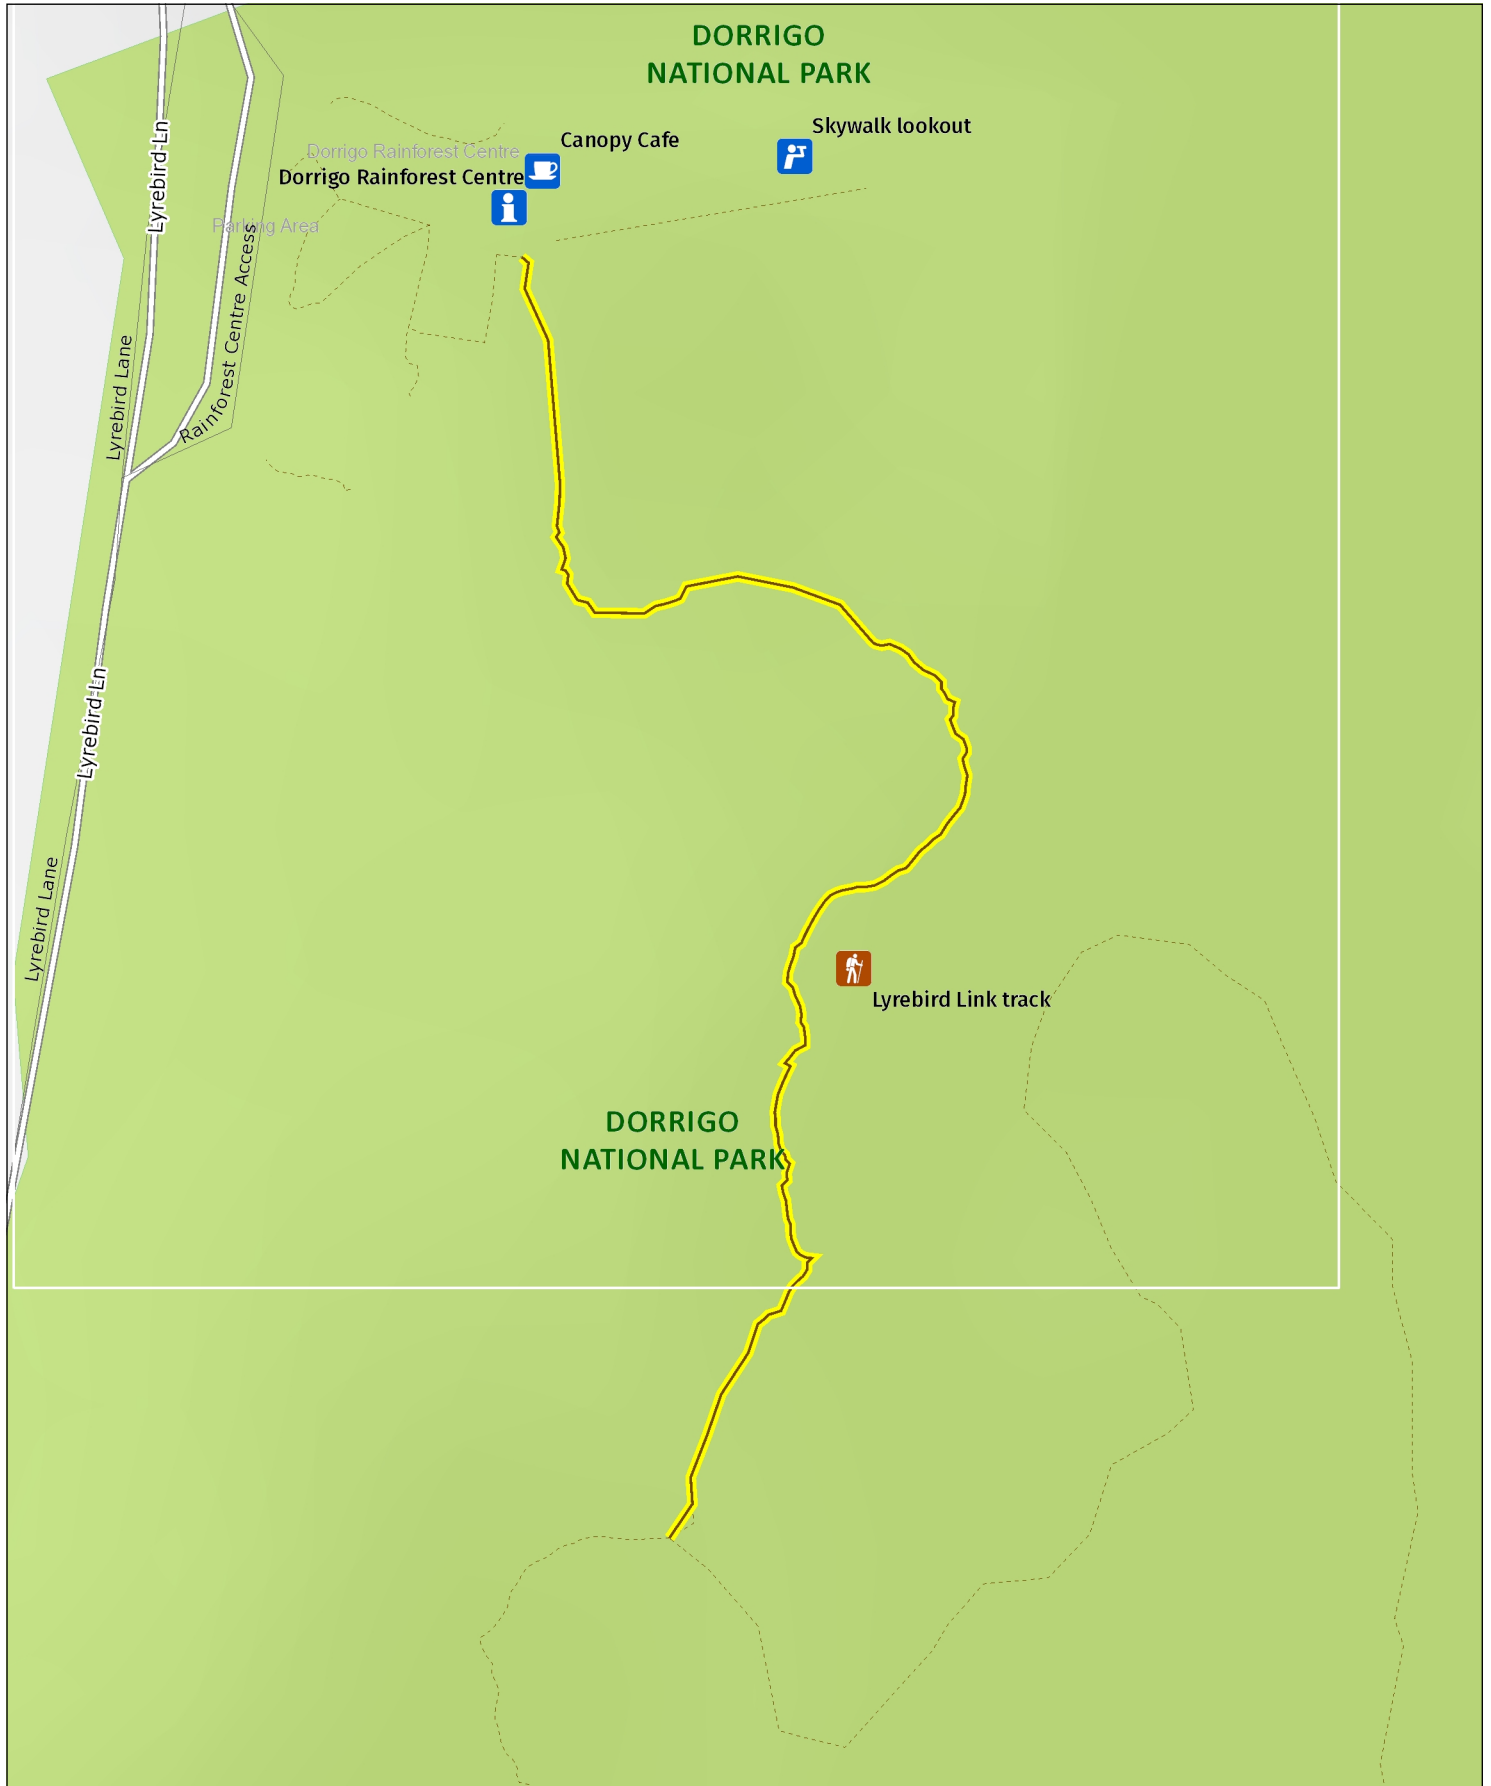 DORRIGO
NATIONAL PARK
Skywalk lookout
Canopy Cafe
Dorrigo Rainforest Centre
Dorrigo Rainforest Centre
Parking Area
Lyrebird Ln
Rainforest Centre Access
Lyrebird Lane
Lyrebird Ln
Lyrebird Lane
Lyrebird Link track
DORRIGO
NATIONAL PARK